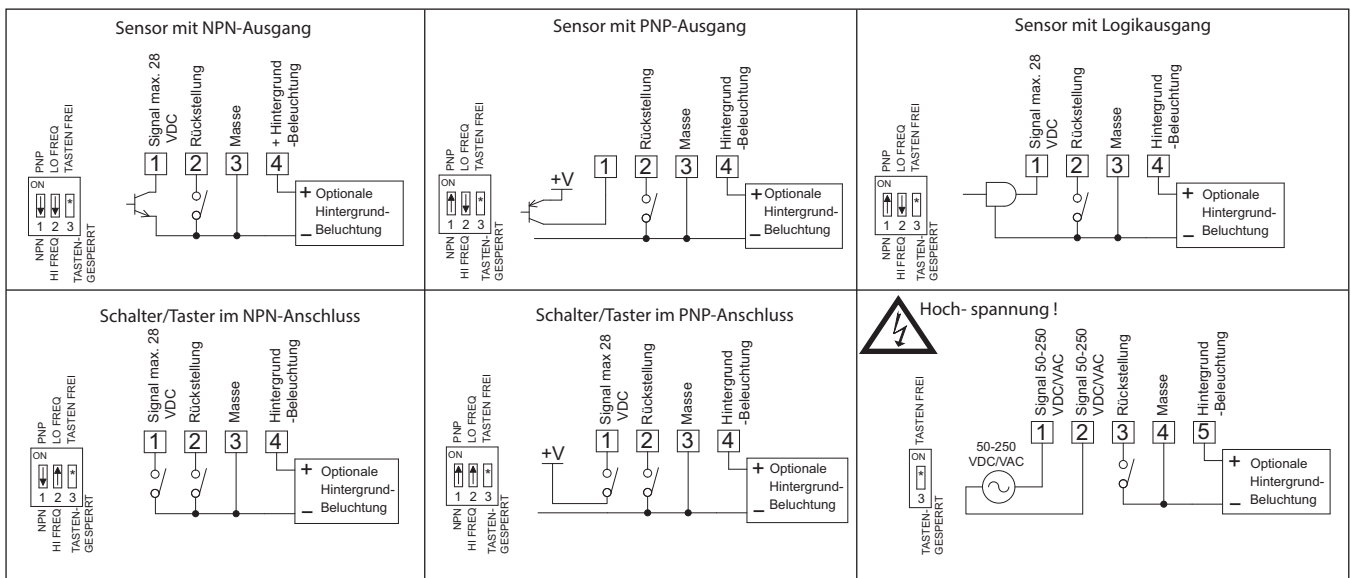 Sensor mit NPN-Ausgang
PNP
LO FREQ
TASTEN FREI
ON
1 2 3
*
NPN
HI FREQ
TASTEN-
GESPERRT
Signal max. 28
VDC
Rückstellung
Masse
+ Hintergrund
-Beleuchtung
1
2
3
4
+ Optionale
Hintergrund-
– Beluchtung
Sensor mit PNP-Ausgang
PNP
LO FREQ
TASTEN FREI
ON
*
1 2 3
NPN
HI FREQ
TASTEN-
GESPERRT
+V
Rückstellung
Masse
Hintergrund
-Beleuchtung
1
2
3
4
+ Optionale
Hintergrund-
– Beluchtung
Sensor mit Logikausgang
PNP
LO FREQ
TASTEN FREI
ON
*
1 2 3
NPN
HI FREQ
TASTEN-
GESPERRT
Signal max. 28
VDC
Rückstellung
Masse
Hintergrund
-Beleuchtung
1
2
3
4
+ Optionale
Hintergrund-
– Beluchtung
Schalter/Taster im NPN-Anschluss
PNP
LO FREQ
TASTEN FREI
ON
*
1 2 3
NPN
HI FREQ
TASTEN-
GESPERRT
Signal max. 28
VDC
Rückstellung
Masse
Hintergrund
-Beleuchtung
1
2
3
4
+ Optionale
Hintergrund-
– Beluchtung
Schalter/Taster im PNP-Anschluss
PNP
LO FREQ
TASTEN FREI
ON
*
1 2 3
NPN
HI FREQ
TASTEN-
GESPERRT
+V
Signal max 28
VDC
Rückstellung
Masse
Hintergrund
-Beleuchtung
1
2
3
4
+ Optionale
Hintergrund-
– Beluchtung
Hoch- spannung !
TASTEN FREI
ON
*
3
TASTEN-
GESPERRT
50-250
VDC/VAC
Signal 50-250
VDC/VAC
Signal 50-250
VDC/VAC
Rückstellung
Masse
Hintergrund
-Beleuchtung
1
2
3
4
5
+ Optionale
Hintergrund-
– Beluchtung